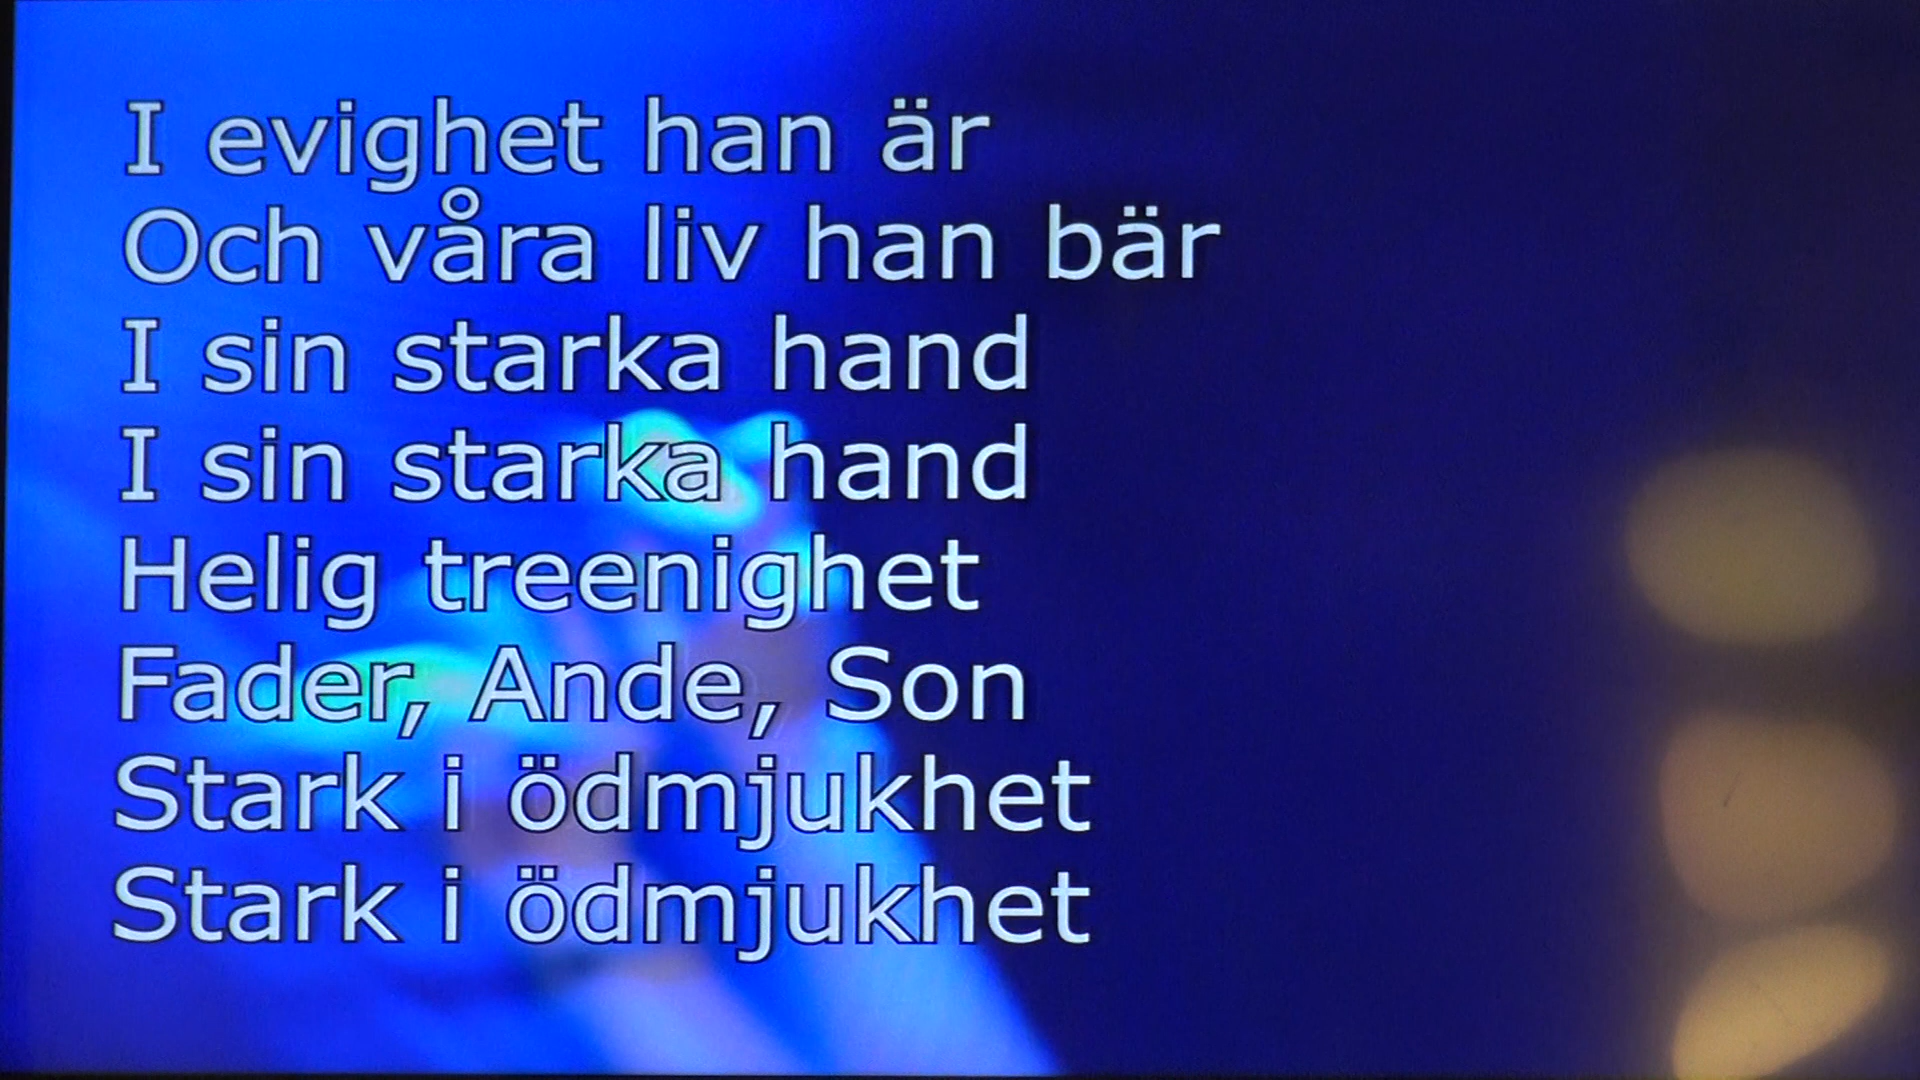 I evighet han är
Och våra liv han bär
I sin starka hand
I sin starka hand
Helig treenighet
Fader, Ande, Son
Stark i ödmjukhet
Stark i ödmjukhet